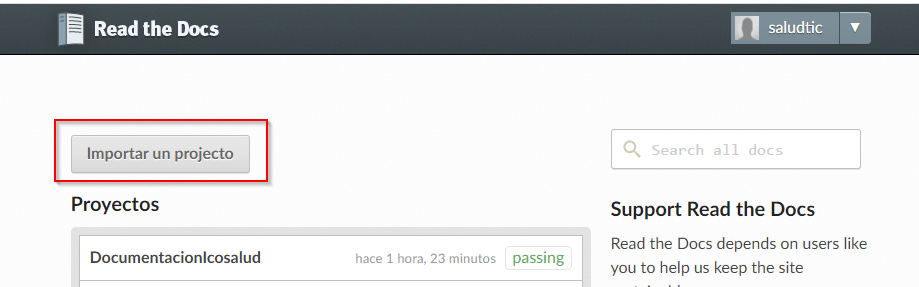 Read the Docs
saludtic
Importar un projecto
Search all docs
Proyectos
Support Read the Docs
DocumentacionIcosalud
hace 1 hora, 23 minutos
passing
Read the Docs depends on users like
you to help us keep the site